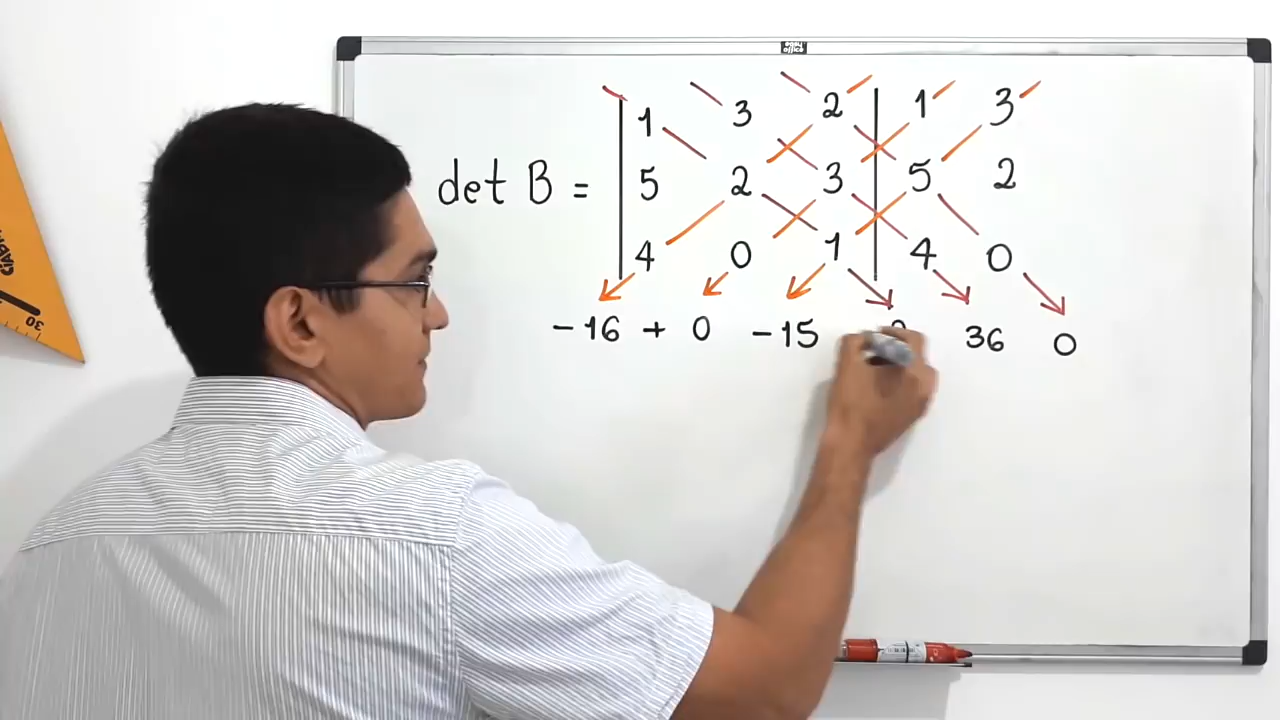 1 3 2 1 3
det B = 5 2 3 5 2
4 0 1 4 0
-16 + 0 -15 36 0
30